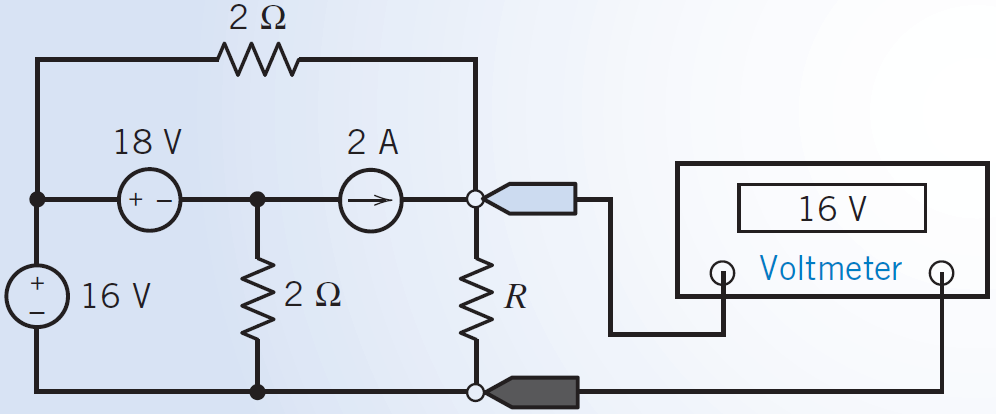 2 Ω
18 V
2 A
+ −
16 V
Voltmeter
+
−
16 V
2 Ω
R